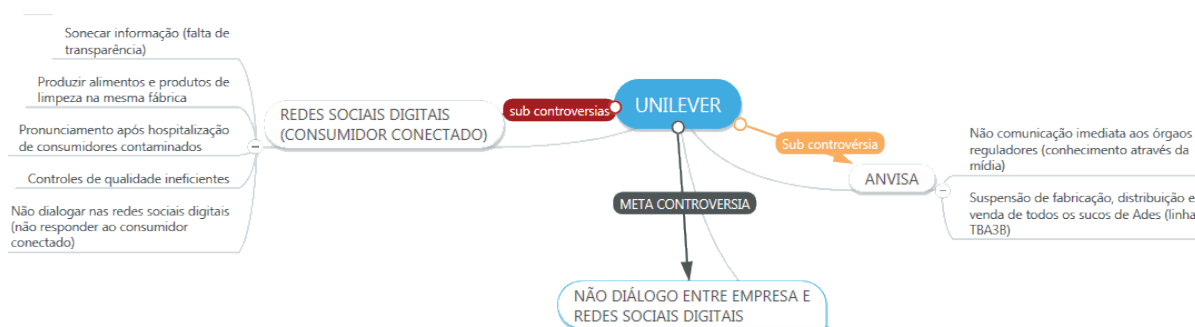 Sonecar informação (falta de
transparência)
Produzir alimentos e produtos de
limpeza na mesma fábrica
Pronunciamento após hospitalização
de consumidores contaminados
Controles de qualidade ineficientes
Não dialogar nas redes sociais digitais
(não responder ao consumidor
conectado)
REDES SOCIAIS DIGITAIS
(CONSUMIDOR CONECTADO)
sub controversias
UNILEVER
Sub controvérsia
ANVISA
Não comunicação imediata aos órgaos
reguladores (conhecimento através da
mídia)
Suspensão de fabricação, distribuição e
venda de todos os sucos de Ades (linha
TBA3B)
META CONTROVERSIA
NÃO DIÁLOGO ENTRE EMPRESA E
REDES SOCIAIS DIGITAIS